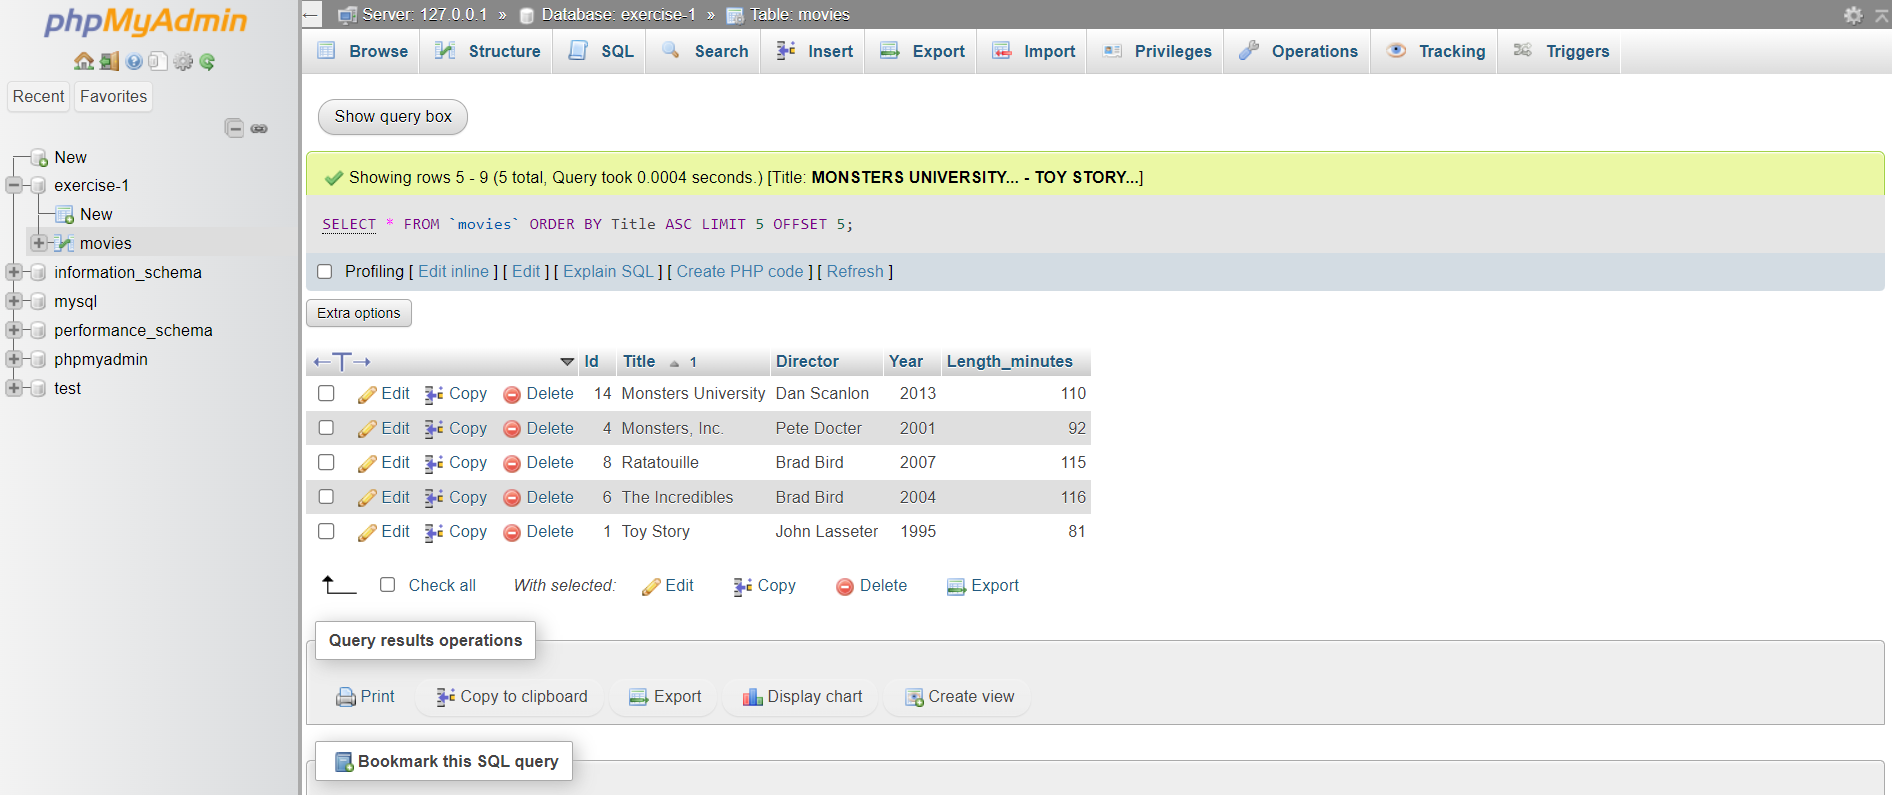 phpMyAdmin
Recent Favorites
New
exercise-1
New
movies
information_schema
mysql
performance_schema
phpmyadmin
test
Server: 127.0.0.1 » Database: exercise-1 » Table: movies
Browse Structure SQL Search Insert Export Import Privileges Operations Tracking Triggers
Show query box
Showing rows 5 - 9 (5 total, Query took 0.0004 seconds.) [Title: MONSTERS UNIVERSITY... - TOY STORY...]
SELECT * FROM `movies` ORDER BY Title ASC LIMIT 5 OFFSET 5;
Profiling [ Edit inline ] [ Edit ] [ Explain SQL ] [ Create PHP code ] [ Refresh ]
Extra options
←T→ Id Title 1 Director Year Length_minutes
Edit Copy Delete 14 Monsters University Dan Scanlon 2013 110
Edit Copy Delete 4 Monsters, Inc. Pete Docter 2001 92
Edit Copy Delete 8 Ratatouille Brad Bird 2007 115
Edit Copy Delete 6 The Incredibles Brad Bird 2004 116
Edit Copy Delete 1 Toy Story John Lasseter 1995 81
Check all With selected: Edit Copy Delete Export
Query results operations
Print Copy to clipboard Export Display chart Create view
Bookmark this SQL query